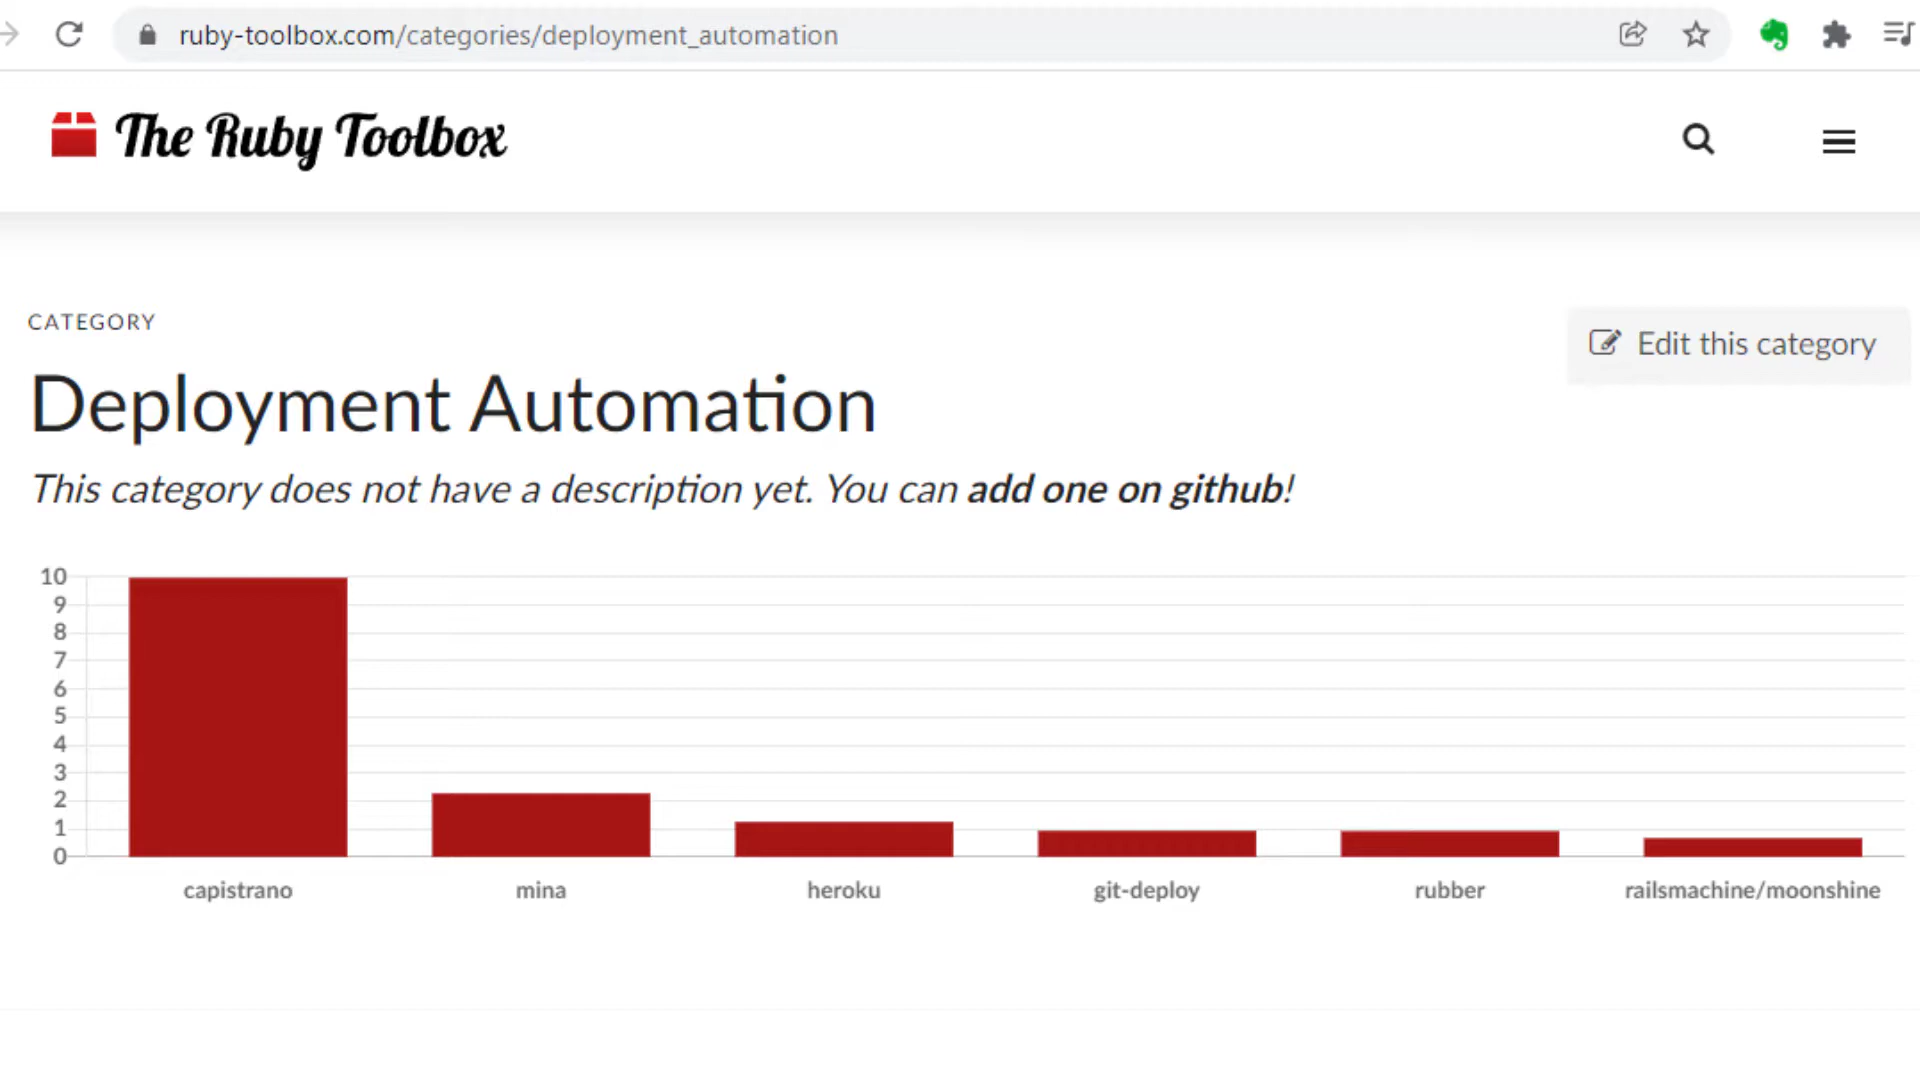 ruby-toolbox.com/categories/deployment_automation
The Ruby Toolbox
CATEGORY
Edit this category
Deployment Automation
This category does not have a description yet. You can add one on github!
10
9
8
7
6
5
4
3
2
1
0
capistrano mina heroku git-deploy rubber railsmachine/moonshine